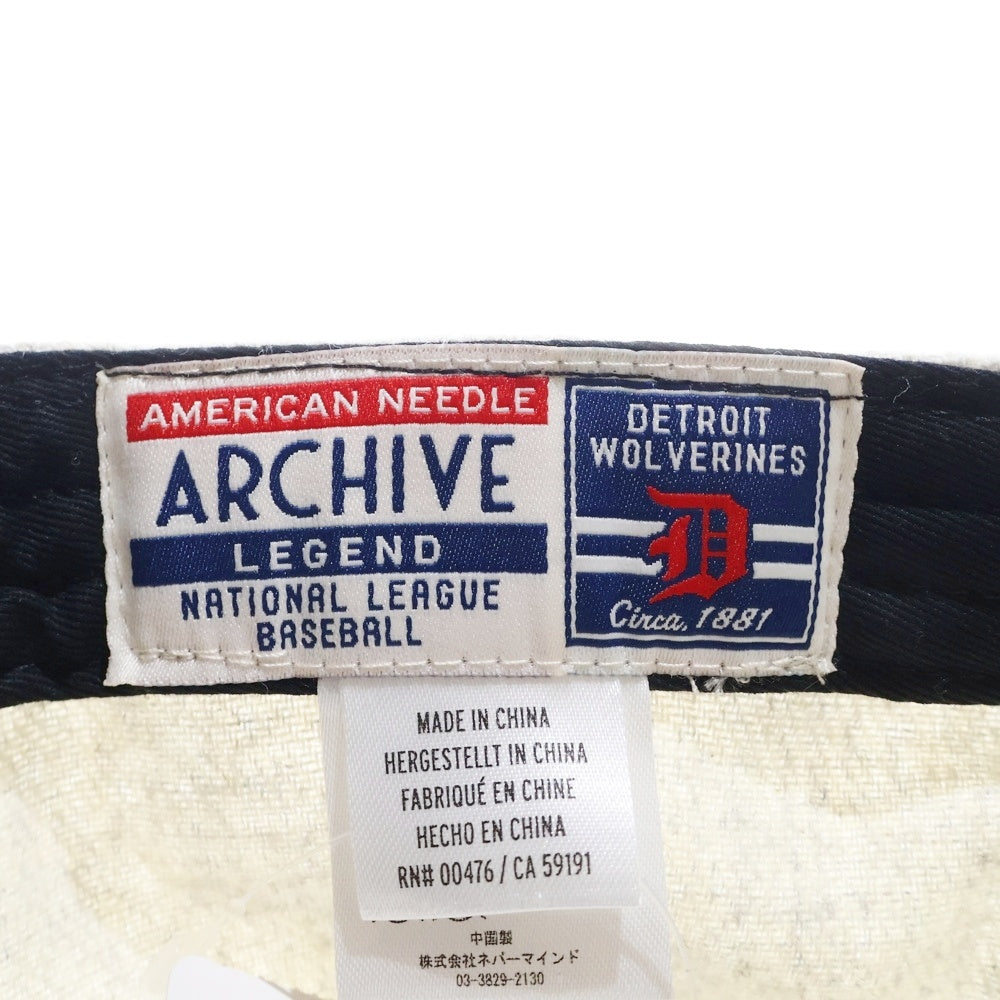 AMERICAN NEEDLE
ARCHIVE
LEGEND
NATIONAL LEAGUE
BASEBALL
DETROIT
WOLVERINES
D
Circa, 1881
MADE IN CHINA
HERGESTELLT IN CHINA
FABRIQUÉ EN CHINE
HECHO EN CHINA
RN# 00476 / CA 59191
中国製
株式会社ネバーマインド
03-3829-2130